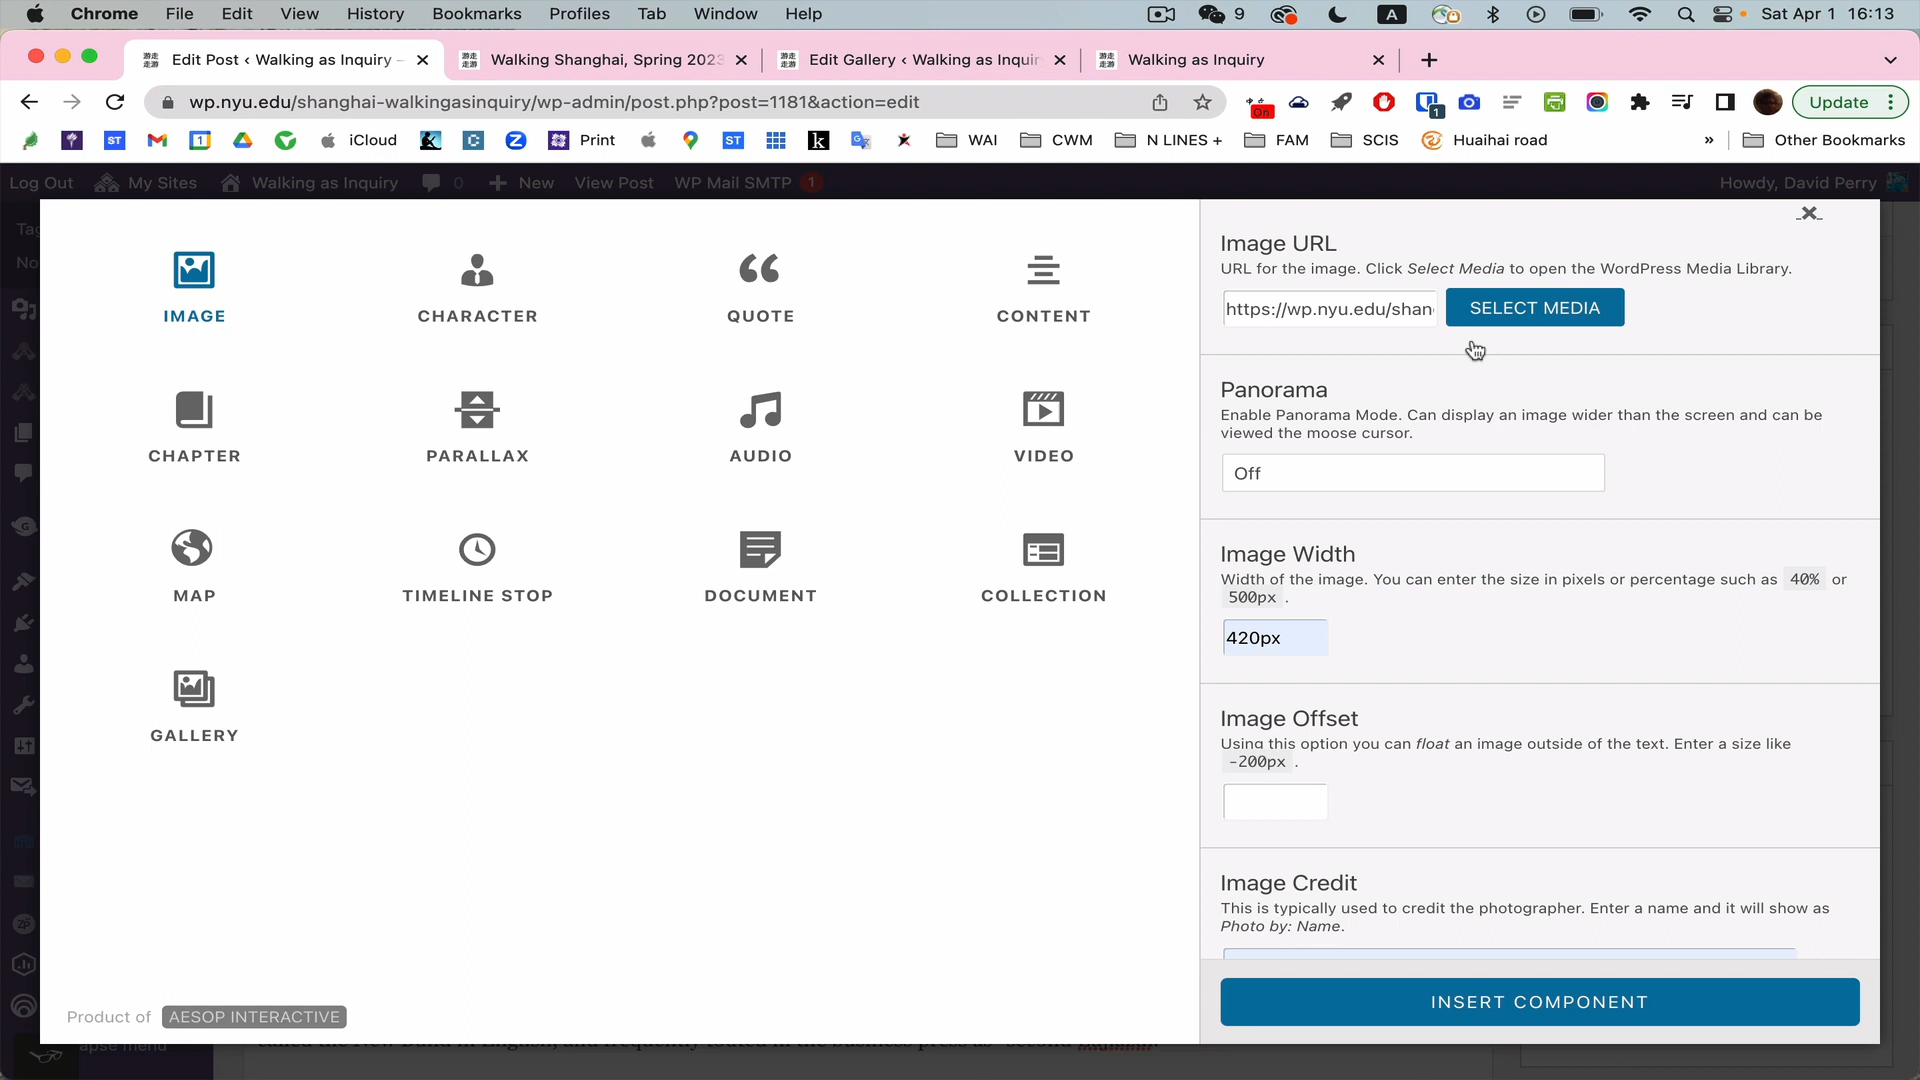 Chrome File Edit View History Bookmarks Profiles Tab Window Help 9 A Sat Apr 1 16:13
Edit Post ‹ Walking as Inquiry — Walking Shanghai, Spring 2023 Edit Gallery ‹ Walking as Inquir Walking as Inquiry
wp.nyu.edu/shanghai-walkingasinquiry/wp-admin/post.php?post=1181&action=edit On 1 Update
ST 1 iCloud Print ST k WAI CWM N LINES + FAM SCIS Huaihai road » Other Bookmarks
Log Out My Sites Walking as Inquiry 0 New View Post WP Mail SMTP 1 Howdy, David Perry
Tag
No
IMAGE CHARACTER QUOTE CONTENT
CHAPTER PARALLAX AUDIO VIDEO
MAP TIMELINE STOP DOCUMENT COLLECTION
GALLERY
Product of AESOP INTERACTIVE
Image URL
URL for the image. Click Select Media to open the WordPress Media Library.
https://wp.nyu.edu/shan SELECT MEDIA
Panorama
Enable Panorama Mode. Can display an image wider than the screen and can be
viewed the moose cursor.
Off
Image Width
Width of the image. You can enter the size in pixels or percentage such as 40% or
500px .
420px
Image Offset
Using this option you can float an image outside of the text. Enter a size like
-200px .
Image Credit
This is typically used to credit the photographer. Enter a name and it will show as
Photo by: Name.
INSERT COMPONENT